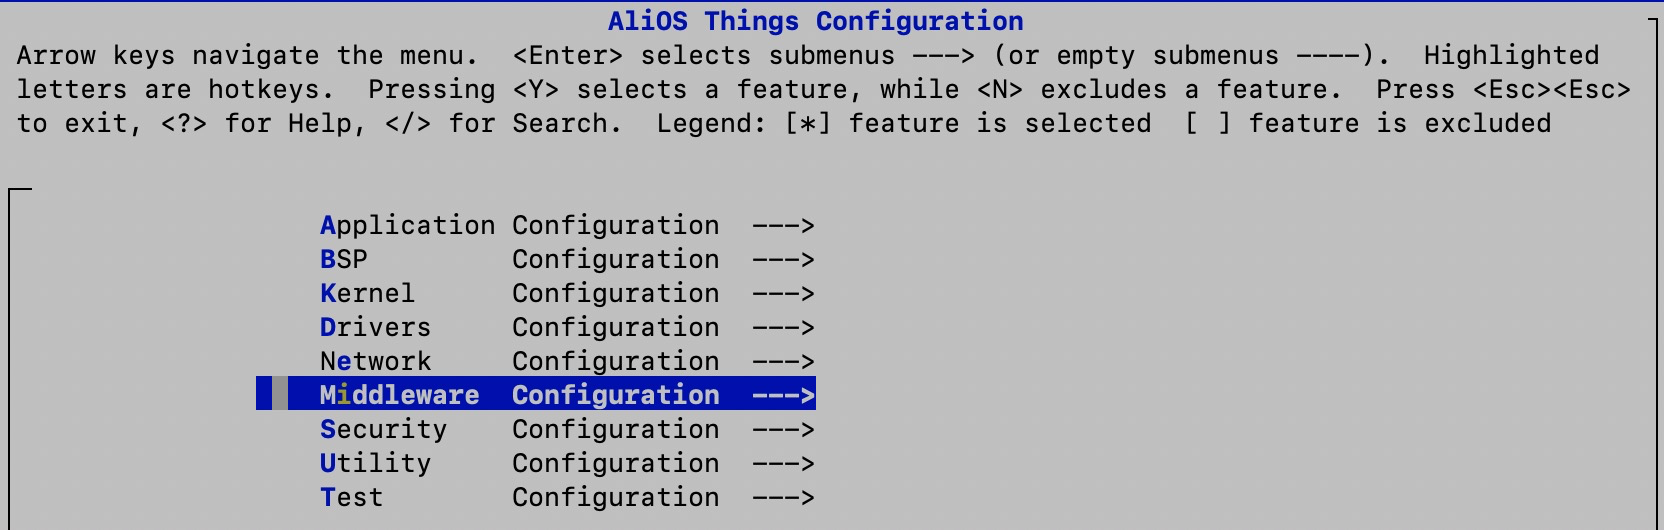 AliOS Things Configuration
Arrow keys navigate the menu.  <Enter> selects submenus ---> (or empty submenus ----).  Highlighted
letters are hotkeys.  Pressing <Y> selects a feature, while <N> excludes a feature.  Press <Esc><Esc>
to exit, <?> for Help, </> for Search.  Legend: [*] feature is selected  [ ] feature is excluded
Application Configuration  --->
BSP         Configuration  --->
Kernel      Configuration  --->
Drivers     Configuration  --->
Network     Configuration  --->
Middleware  Configuration  --->
Security    Configuration  --->
Utility     Configuration  --->
Test        Configuration  --->